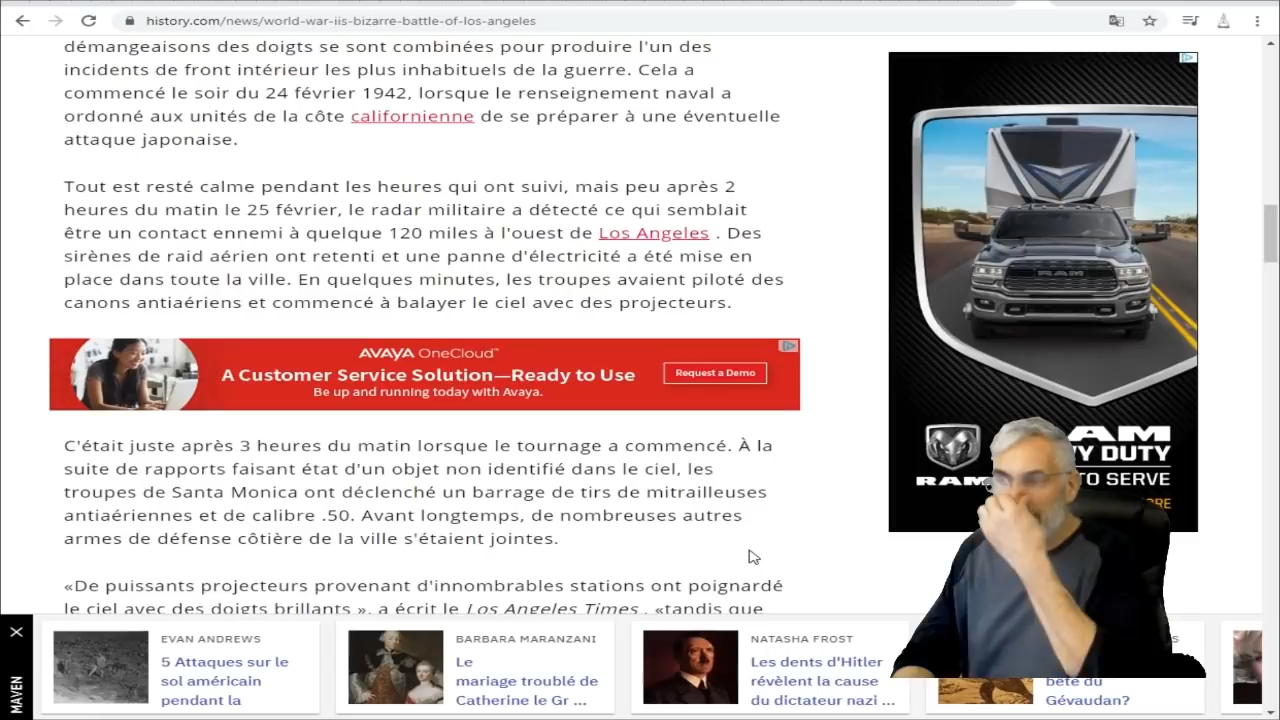 history.com/news/world-war-iis-bizarre-battle-of-los-angeles
démangeaisons des doigts se sont combinées pour produire l'un des
incidents de front intérieur les plus inhabituels de la guerre. Cela a
commencé le soir du 24 février 1942, lorsque le renseignement naval a
ordonné aux unités de la côte californienne de se préparer à une éventuelle
attaque japonaise.
Tout est resté calme pendant les heures qui ont suivi, mais peu après 2
heures du matin le 25 février, le radar militaire a détecté ce qui semblait
être un contact ennemi à quelque 120 miles à l'ouest de Los Angeles . Des
sirènes de raid aérien ont retenti et une panne d'électricité a été mise en
place dans toute la ville. En quelques minutes, les troupes avaient piloté des
canons antiaériens et commencé à balayer le ciel avec des projecteurs.
AVAYA OneCloud™
A Customer Service Solution—Ready to Use
Be up and running today with Avaya.
Request a Demo
C'était juste après 3 heures du matin lorsque le tournage a commencé. À la
suite de rapports faisant état d'un objet non identifié dans le ciel, les
troupes de Santa Monica ont déclenché un barrage de tirs de mitrailleuses
antiaériennes et de calibre .50. Avant longtemps, de nombreuses autres
armes de défense côtière de la ville s'étaient jointes.
«De puissants projecteurs provenant d'innombrables stations ont poignardé
le ciel avec des doigts brillants », a écrit le Los Angeles Times , «tandis que
RAM
AM
VY DUTY
TO SERVE
RAM
MAVEN
EVAN ANDREWS
5 Attaques sur le
sol américain
pendant la
BARBARA MARANZANI
Le
mariage troublé de
Catherine le Gr ...
NATASHA FROST
Les dents d'Hitler
révèlent la cause
du dictateur nazi ...
bête du
Gévaudan?